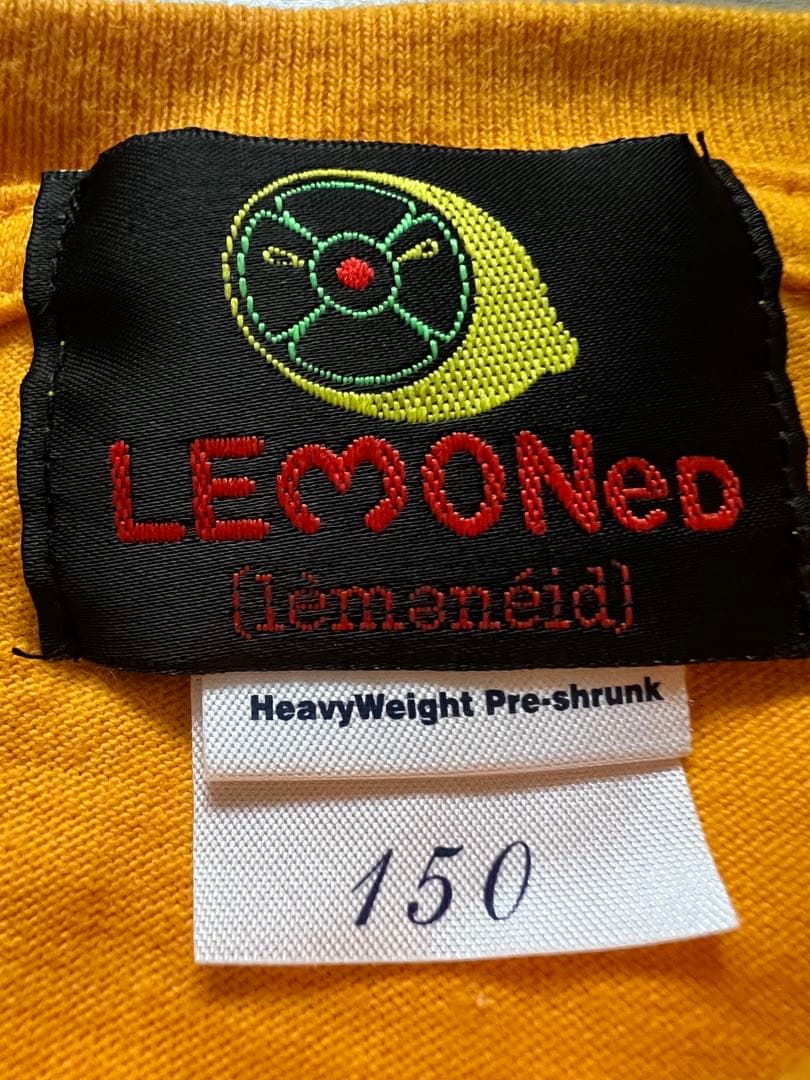 LEMONeD
(lèmənéid)
HeavyWeight Pre-shrunk
150